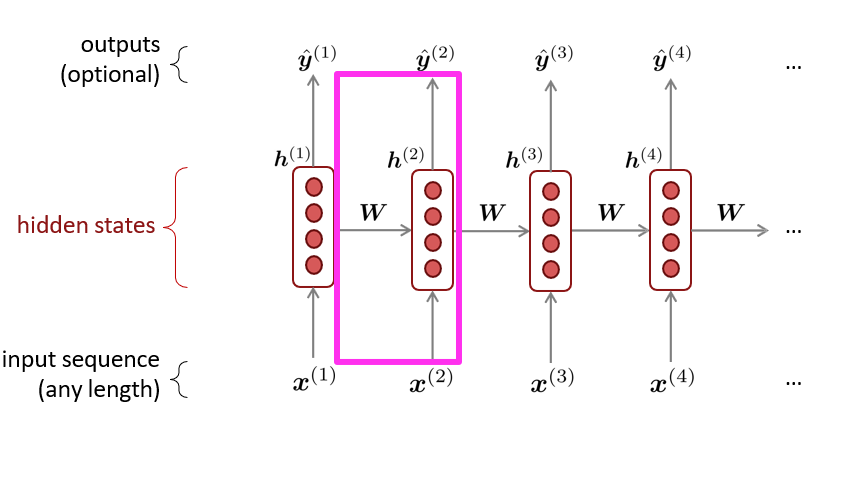 outputs
(optional)
ŷ(1) ŷ(2) ŷ(3) ŷ(4) ...
h(1) h(2) h(3) h(4)
hidden states
W W W W ...
input sequence
(any length)
x(1) x(2) x(3) x(4) ...